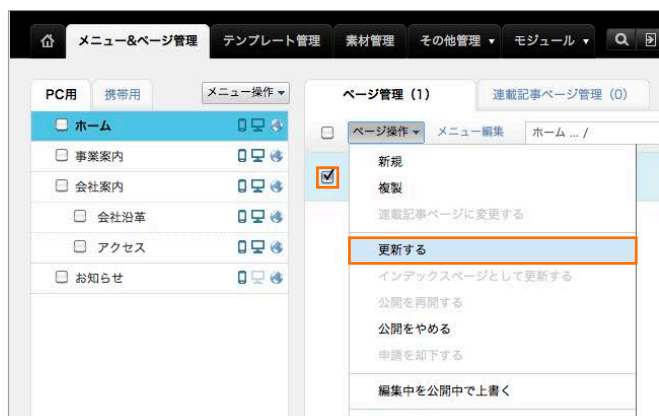 メニュー&ページ管理 テンプレート管理 素材管理 その他管理 モジュール
PC用 携帯用 メニュー操作
ページ管理 (1) 連載記事ページ管理 (0)
ホーム
ページ操作 メニュー編集 ホーム ... /
事業案内
会社案内
会社沿革
アクセス
お知らせ
新規
複製
連載記事ページに変更する
更新する
インデックスページとして更新する
公開を再開する
公開をやめる
申請を却下する
編集中を公開中で上書く